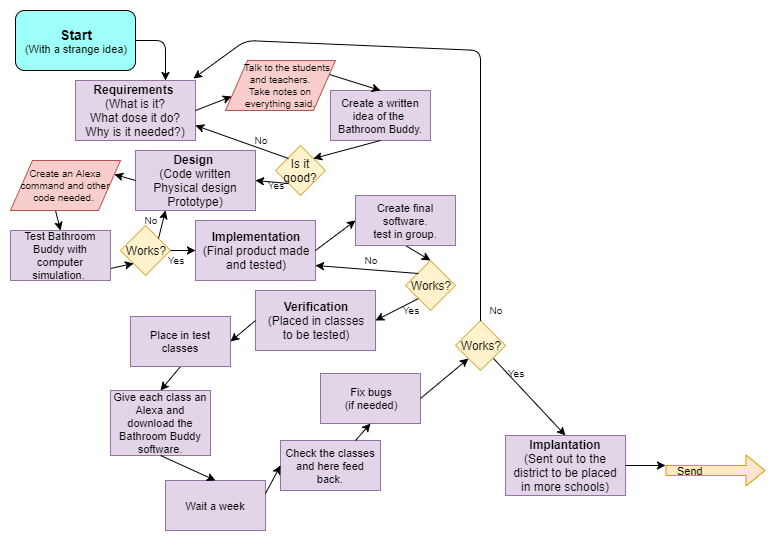 Start
(With a strange idea)
Requirements
(What is it?
What dose it do?
Why is it needed?)
Talk to the students
and teachers.
Take notes on
everything said.
Create a written
idea of the
Bathroom Buddy.
No
Is it
good?
Yes
Design
(Code written
Physical design
Prototype)
Create an Alexa
command and other
code needed.
Test Bathroom
Buddy with
computer
simulation.
No
Works?
Yes
Implementation
(Final product made
and tested)
Create final
software.
test in group.
No
Works?
Yes
Verification
(Placed in classes
to be tested)
Place in test
classes
Give each class an
Alexa and
download the
Bathroom Buddy
software.
Wait a week
Check the classes
and here feed
back.
Fix bugs
(if needed)
No
Works?
Yes
Implantation
(Sent out to the
district to be placed
in more schools)
Send